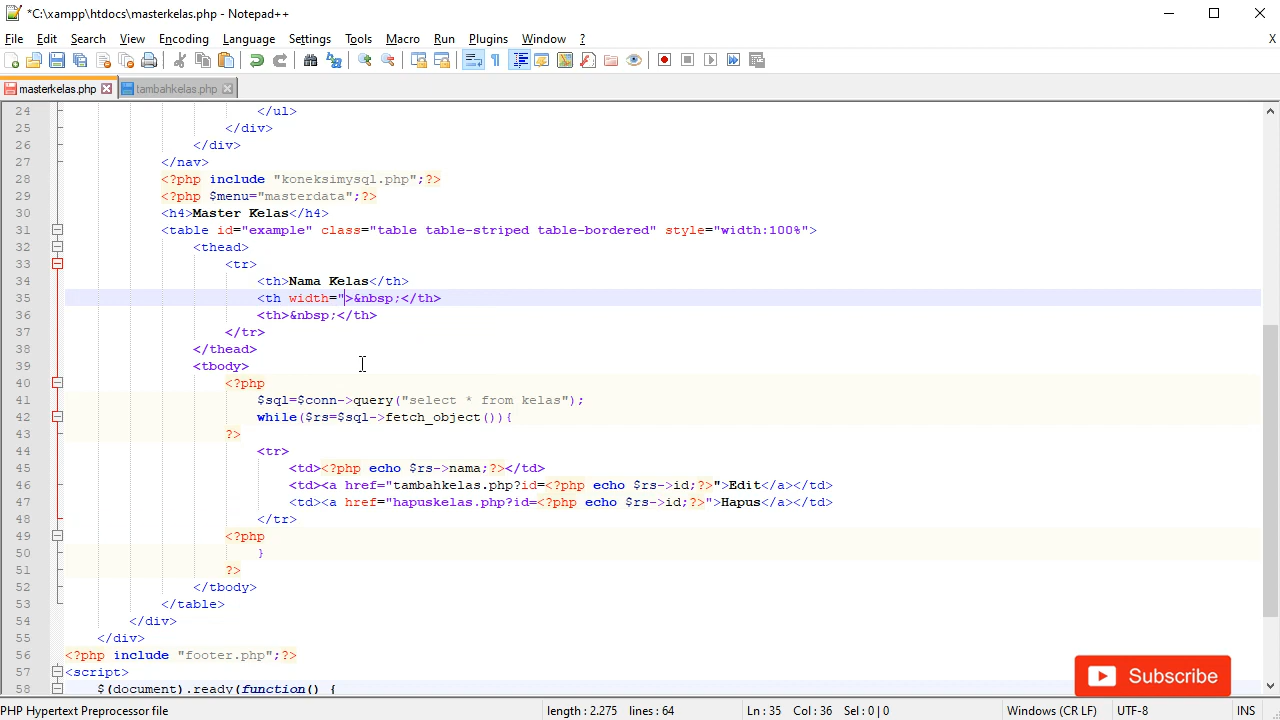 *C:\xampp\htdocs\masterkelas.php - Notepad++
File Edit Search View Encoding Language Settings Tools Macro Run Plugins Window ? X
masterkelas.php tambahkelas.php
24 </ul>
25 </div>
26 </div>
27 </nav>
28 <?php include "koneksimysql.php";?>
29 <?php $menu="masterdata";?>
30 <h4>Master Kelas</h4>
31 <table id="example" class="table table-striped table-bordered" style="width:100%">
32 <thead>
33 <tr>
34 <th>Nama Kelas</th>
35 <th width=">&nbsp;</th>
36 <th>&nbsp;</th>
37 </tr>
38 </thead>
39 <tbody>
40 <?php
41 $sql=$conn->query("select * from kelas");
42 while($rs=$sql->fetch_object()){
43 ?>
44 <tr>
45 <td><?php echo $rs->nama;?></td>
46 <td><a href="tambahkelas.php?id=<?php echo $rs->id;?>">Edit</a></td>
47 <td><a href="hapuskelas.php?id=<?php echo $rs->id;?>">Hapus</a></td>
48 </tr>
49 <?php
50 }
51 ?>
52 </tbody>
53 </table>
54 </div>
55 </div>
56 <?php include "footer.php";?>
57 <script>
58 $(document).ready(function() {
Subscribe
PHP Hypertext Preprocessor file length : 2.275 lines : 64 Ln : 35 Col : 36 Sel : 0 | 0 Windows (CR LF) UTF-8 INS